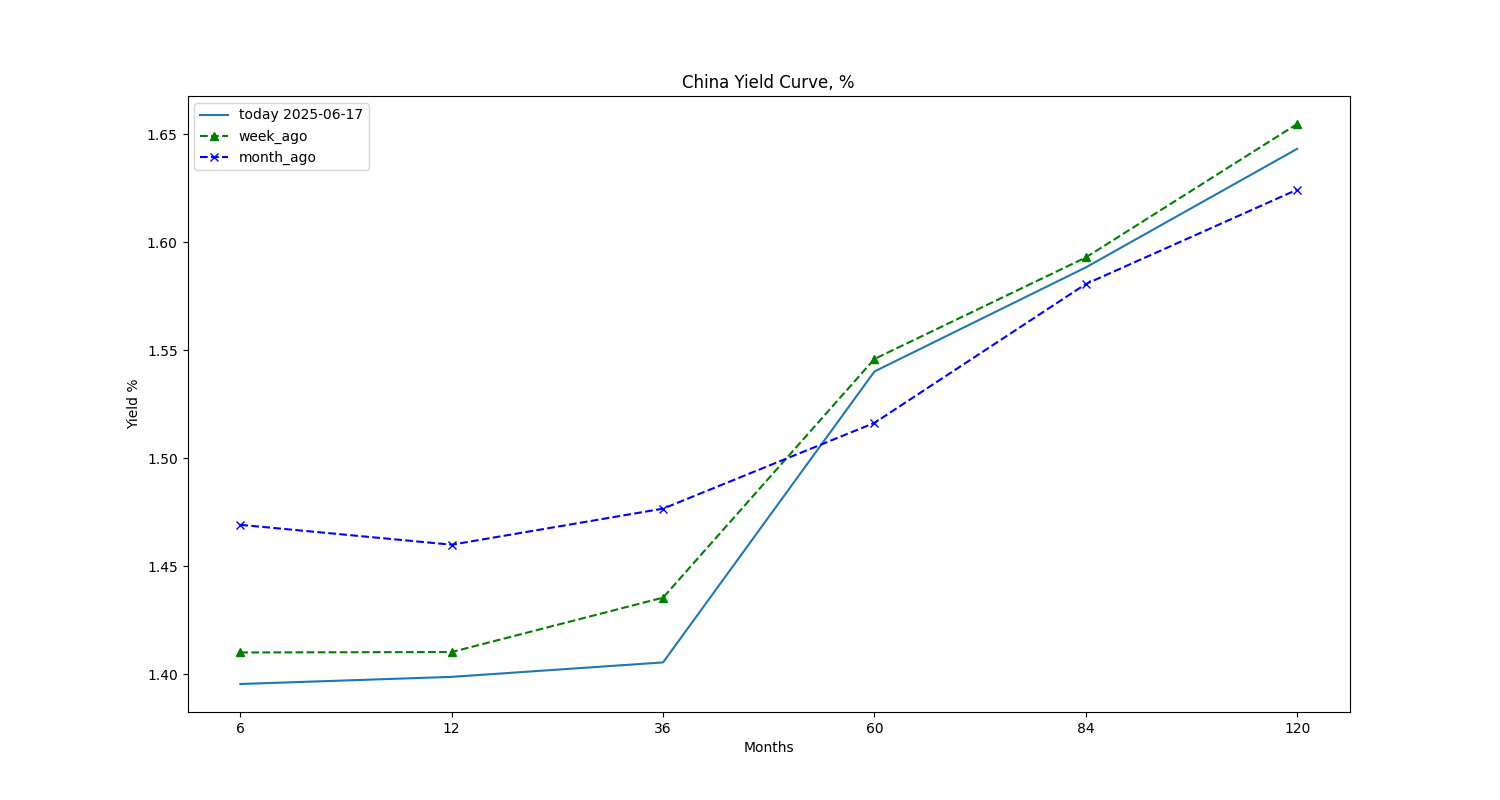 China Yield Curve, %
today 2025-06-17
week_ago
month_ago
1.65
1.60
1.55
1.50
1.45
1.40
Yield %
6 12 36 60 84 120
Months